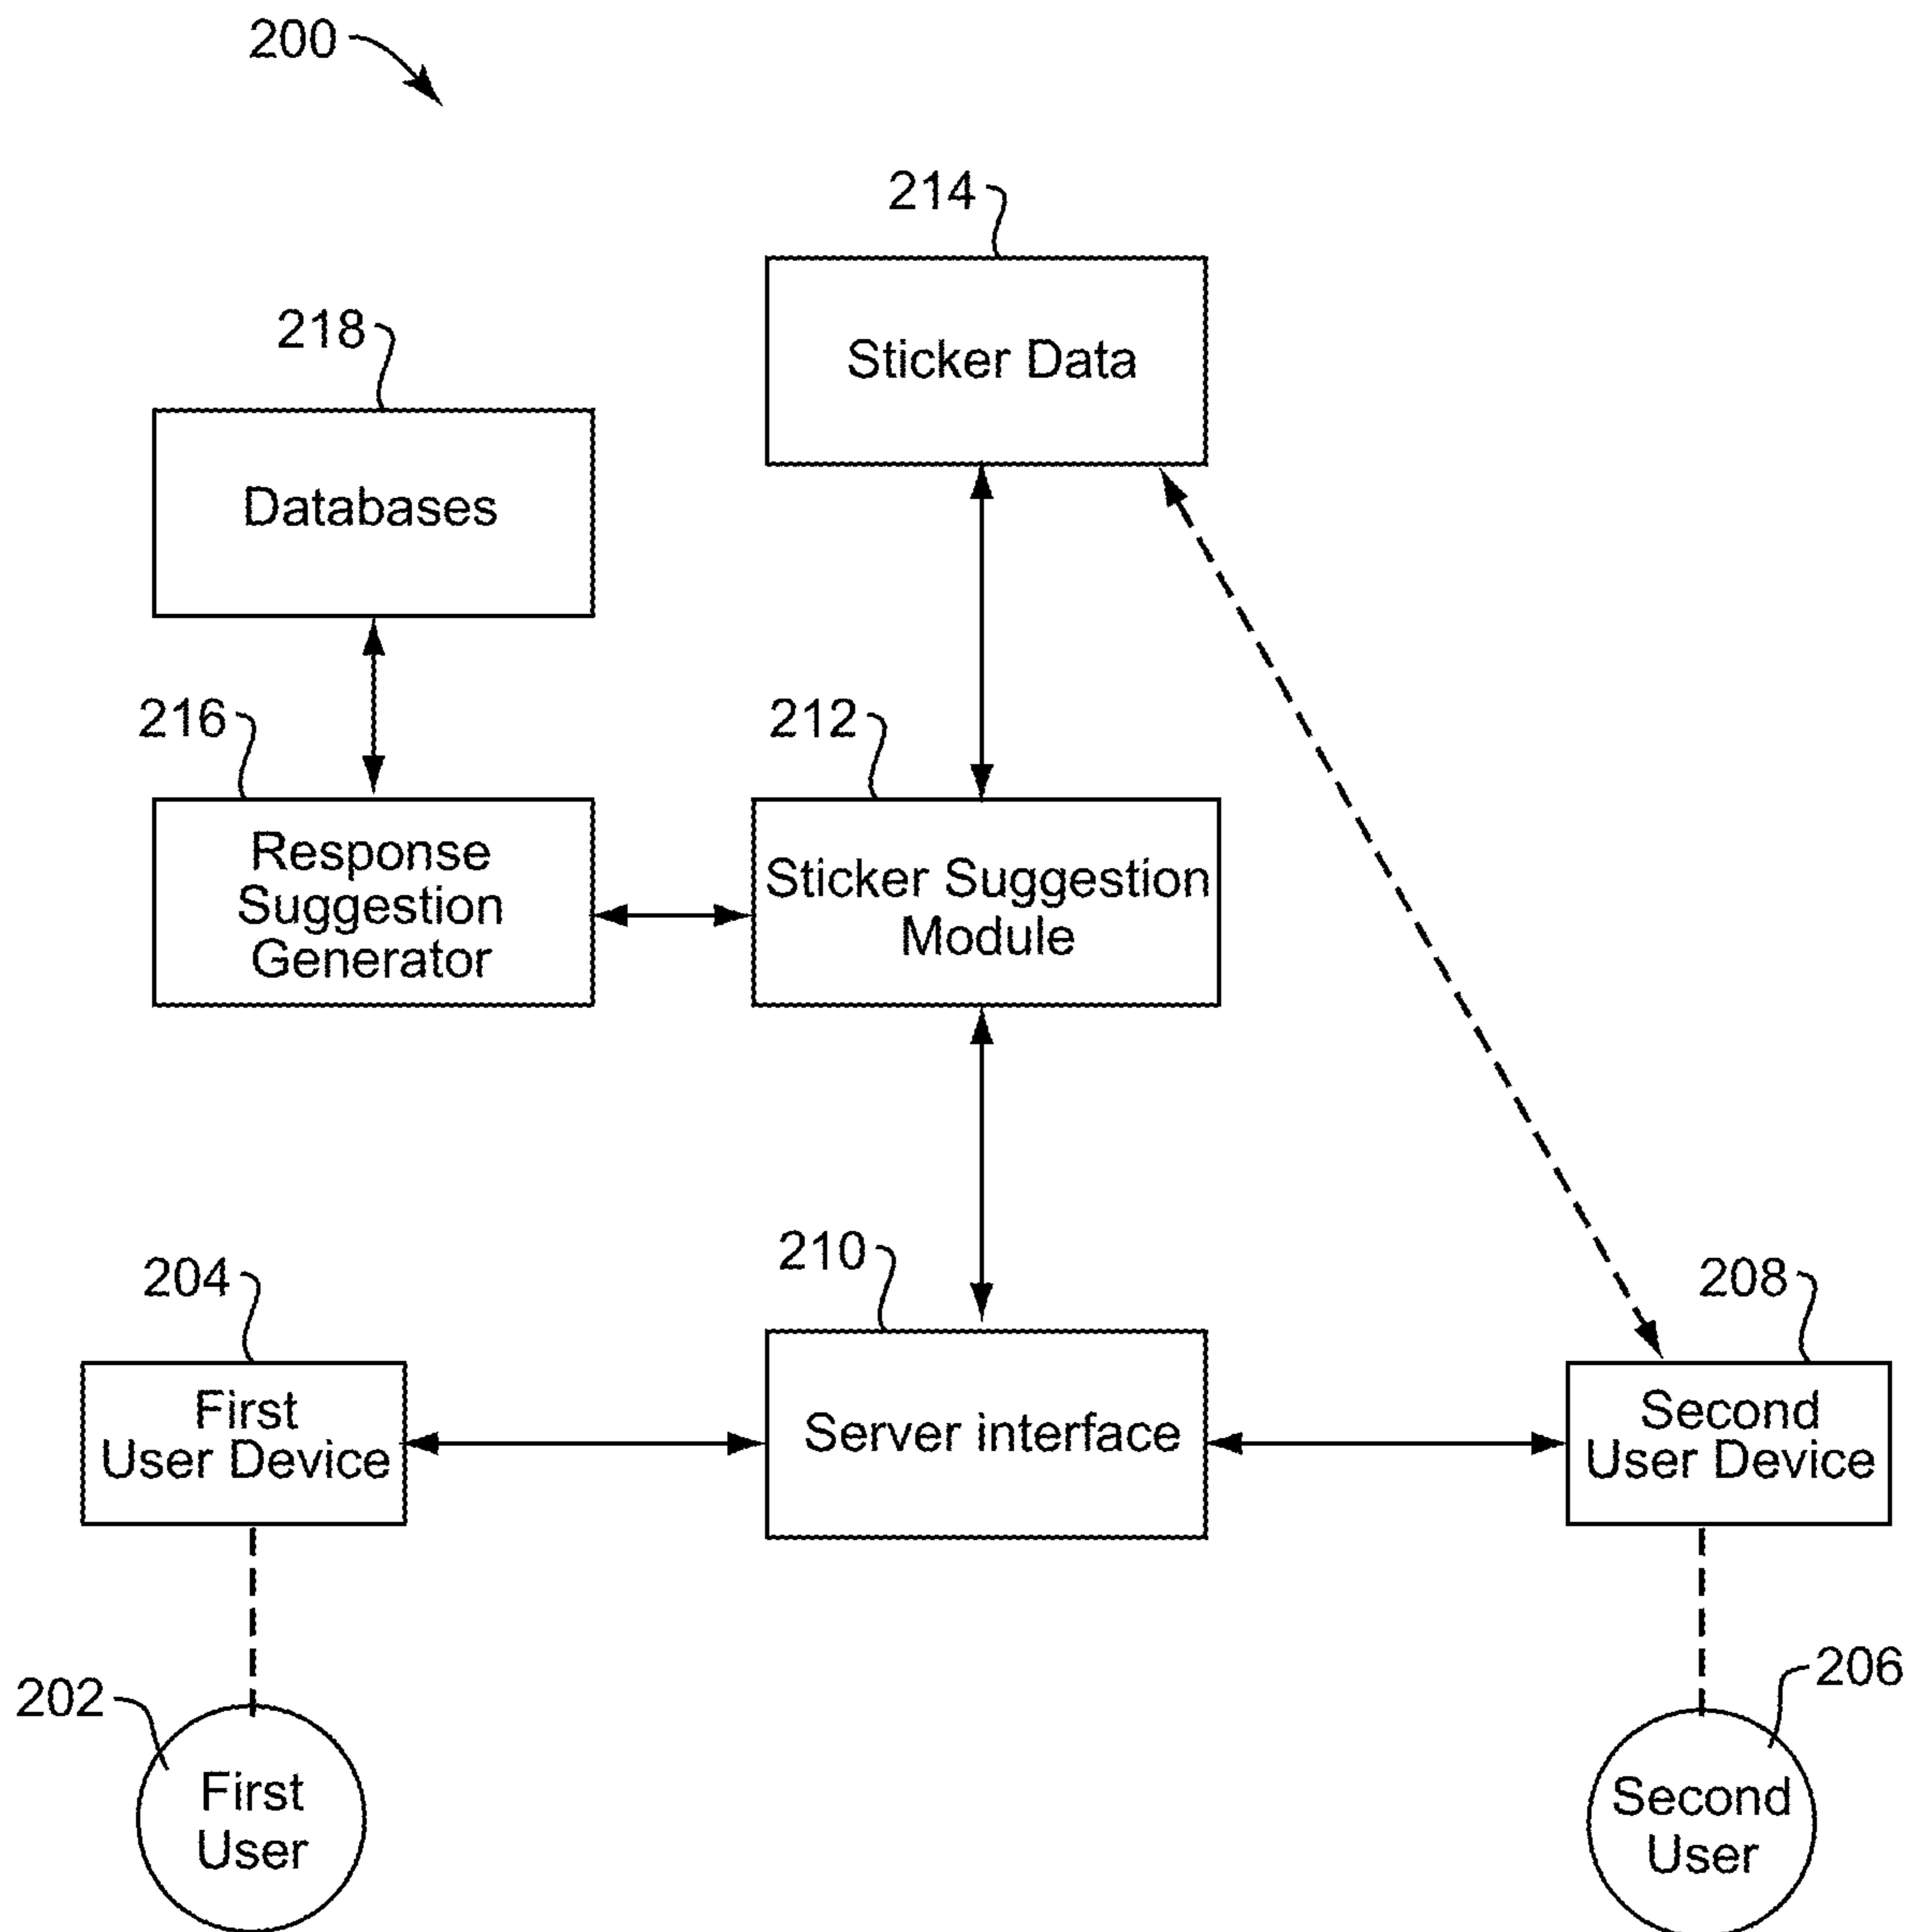 200
214
Sticker Data
218
Databases
216
Response
Suggestion
Generator
212
Sticker Suggestion
Module
204
First
User Device
210
Server interface
208
Second
User Device
202
First
User
206
Second
User